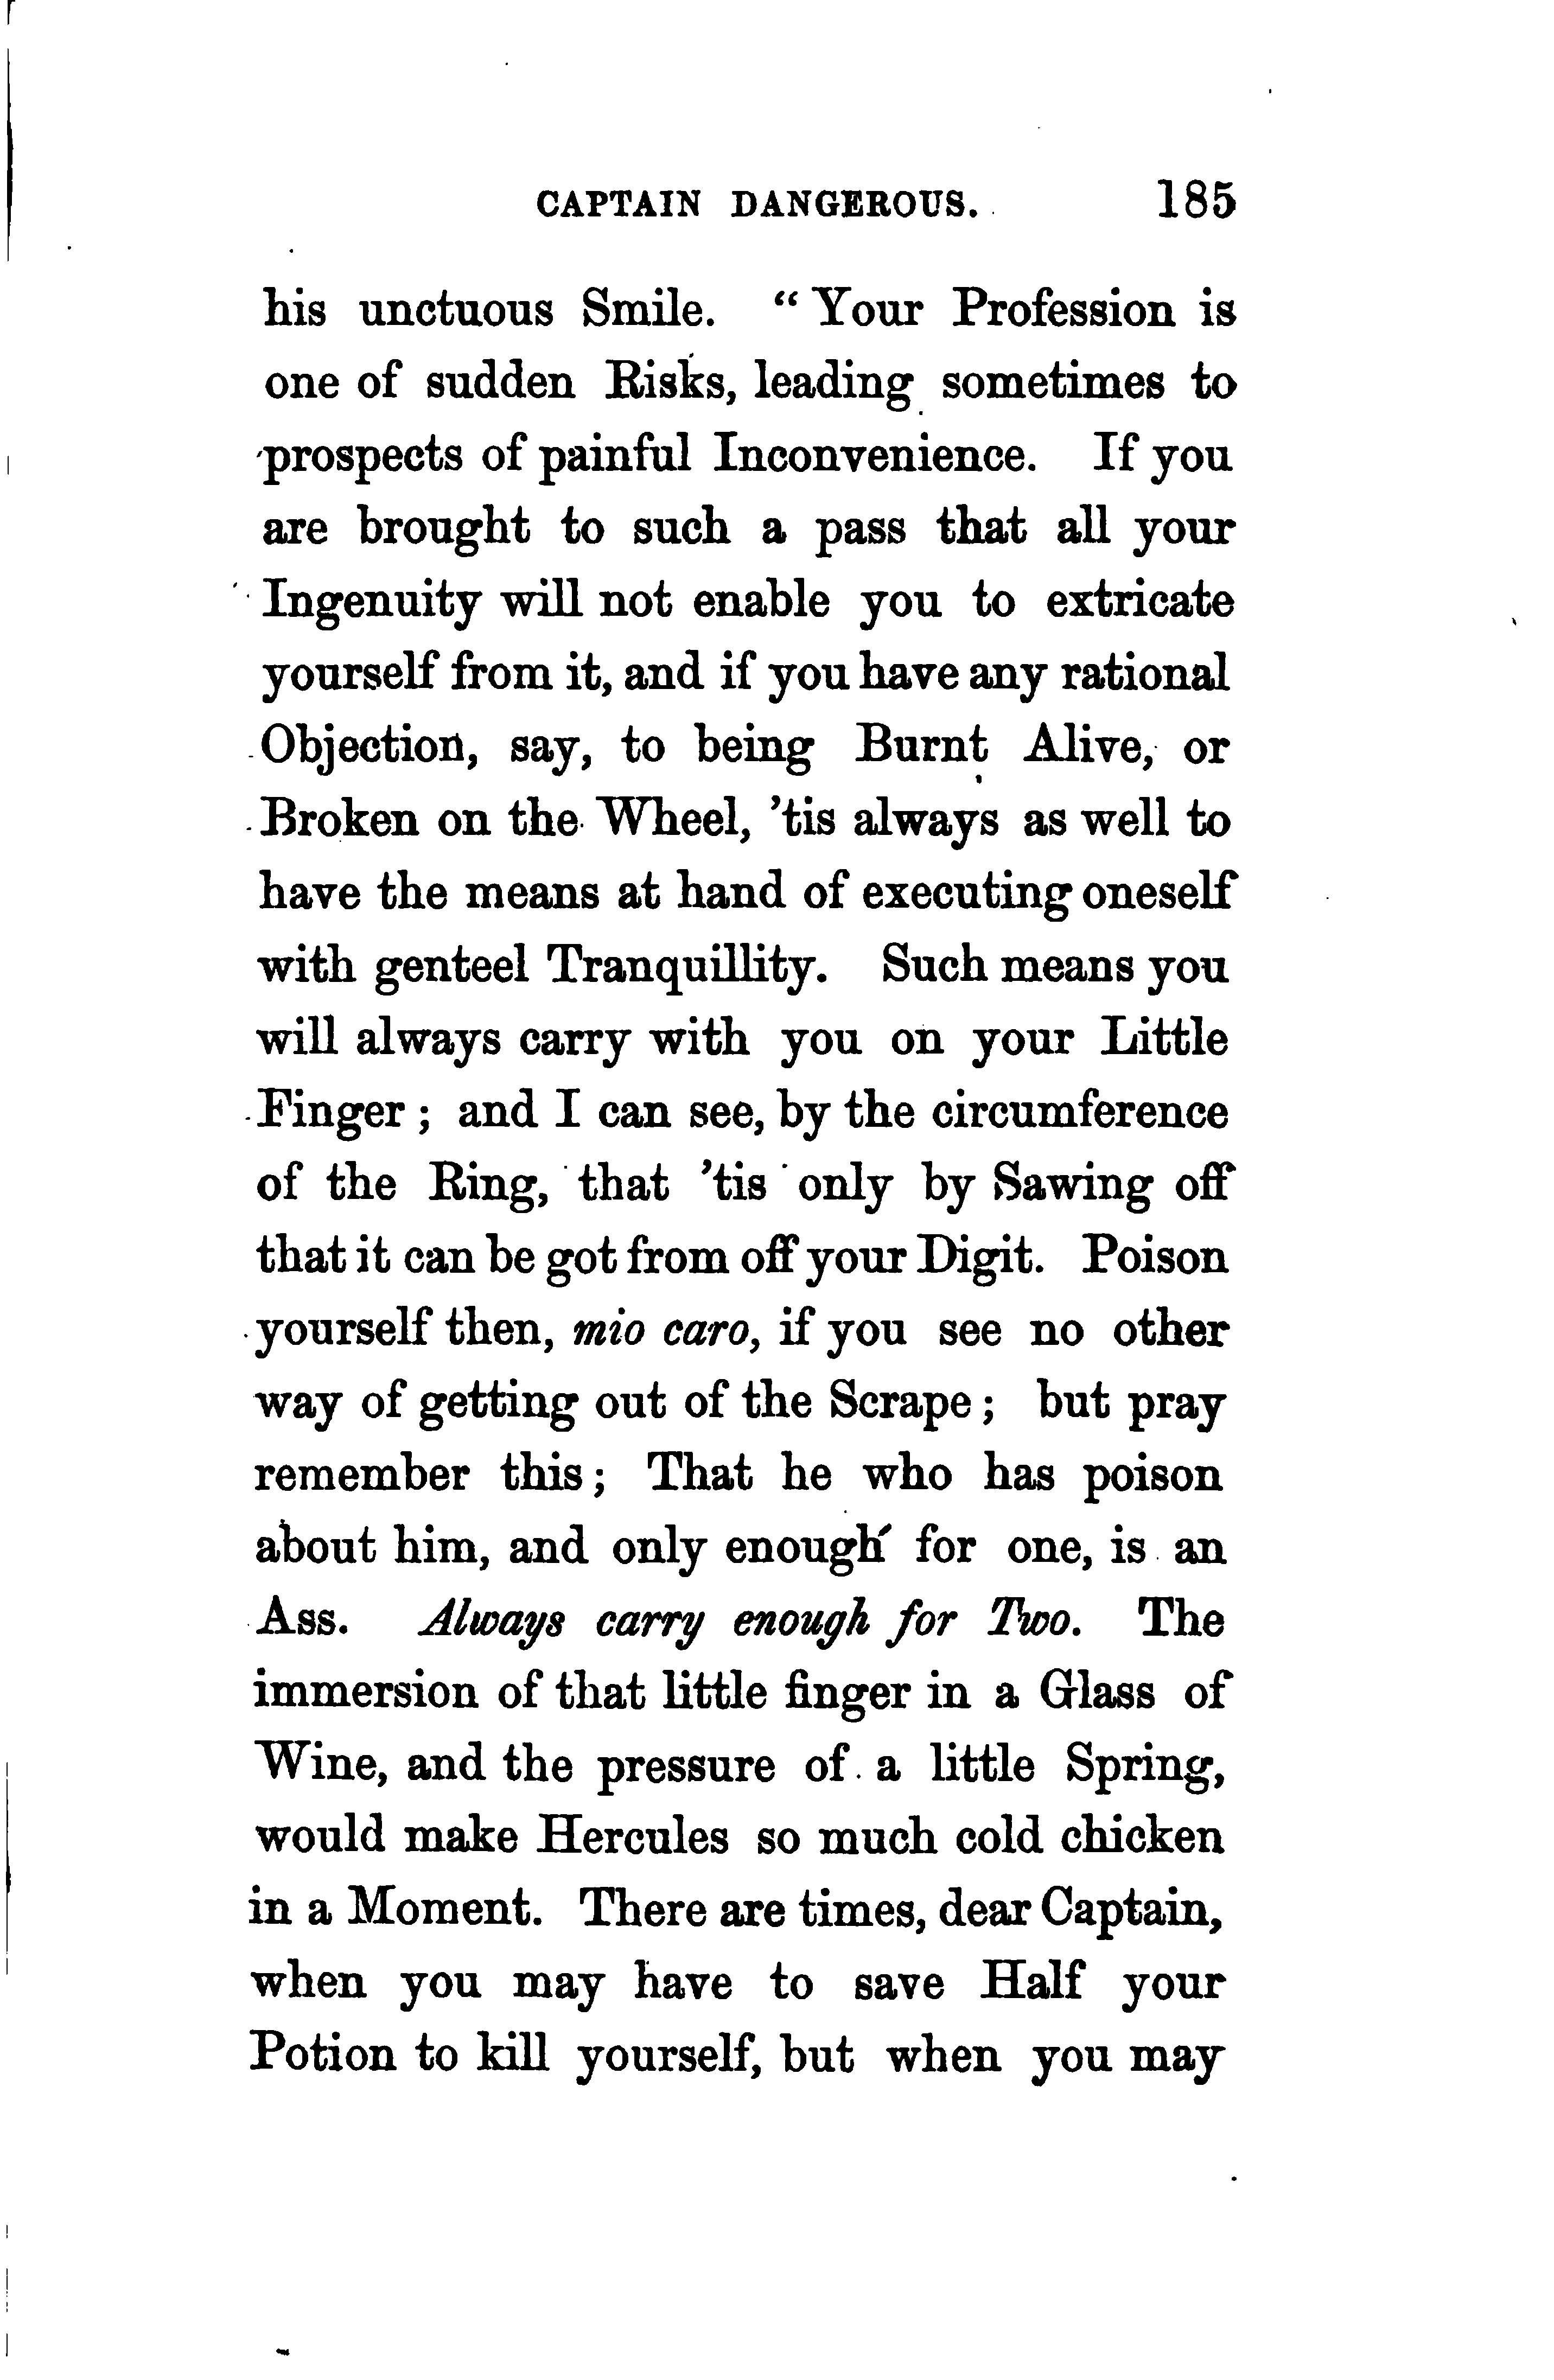 CAPTAIN DANGEROUS. 185
his unctuous Smile. “Your Profession is
one of sudden Risks, leading sometimes to
prospects of painful Inconvenience. If you
are brought to such a pass that all your
Ingenuity will not enable you to extricate
yourself from it, and if you have any rational
Objection, say, to being Burnt Alive, or
Broken on the Wheel, ’tis always as well to
have the means at hand of executing oneself
with genteel Tranquillity. Such means you
will always carry with you on your Little
Finger; and I can see, by the circumference
of the Ring, that ’tis only by Sawing off
that it can be got from off your Digit. Poison
yourself then, mio caro, if you see no other
way of getting out of the Scrape; but pray
remember this; That he who has poison
about him, and only enough for one, is an
Ass. Always carry enough for Two. The
immersion of that little finger in a Glass of
Wine, and the pressure of a little Spring,
would make Hercules so much cold chicken
in a Moment. There are times, dear Captain,
when you may have to save Half your
Potion to kill yourself, but when you may